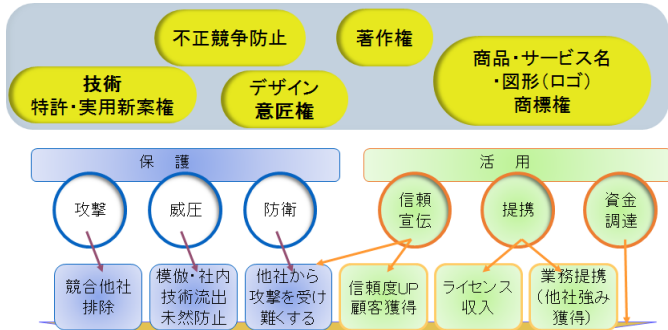 不正競争防止
著作権
技術
特許・実用新案権
デザイン
意匠権
商品・サービス名
・図形(ロゴ)
商標権
保護
活用
攻撃
威圧
防衛
信頼
宣伝
提携
資金
調達
競合他社
排除
模倣・社内
技術流出
未然防止
他社から
攻撃を受け
難くする
信頼度UP
顧客獲得
ライセンス
収入
業務提携
(他社強み
獲得)